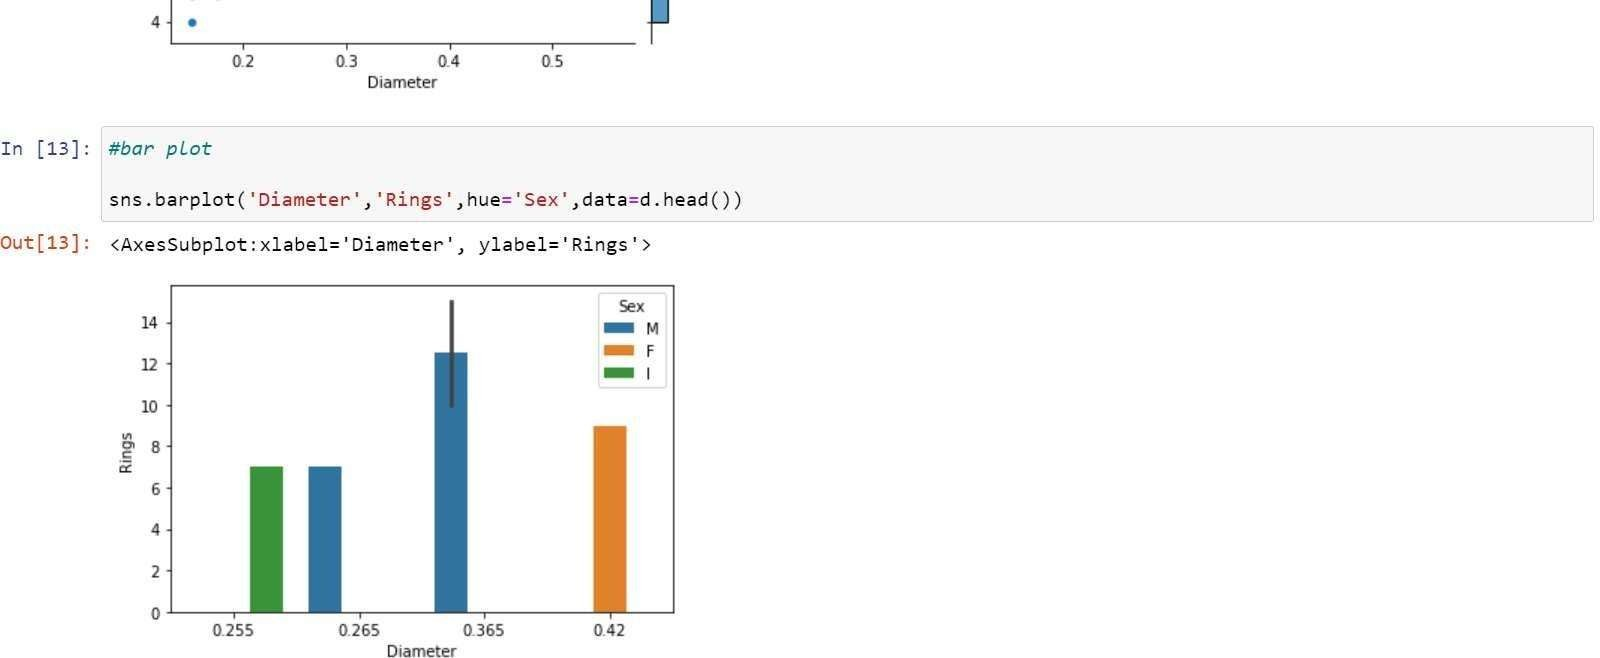 4
0.2 0.3 0.4 0.5
Diameter
In [13]: #bar plot
sns.barplot('Diameter','Rings',hue='Sex',data=d.head())
Out[13]: <AxesSubplot:xlabel='Diameter', ylabel='Rings'>
Sex
M
F
I
14
12
10
8
6
4
2
0
Rings
0.255 0.265 0.365 0.42
Diameter